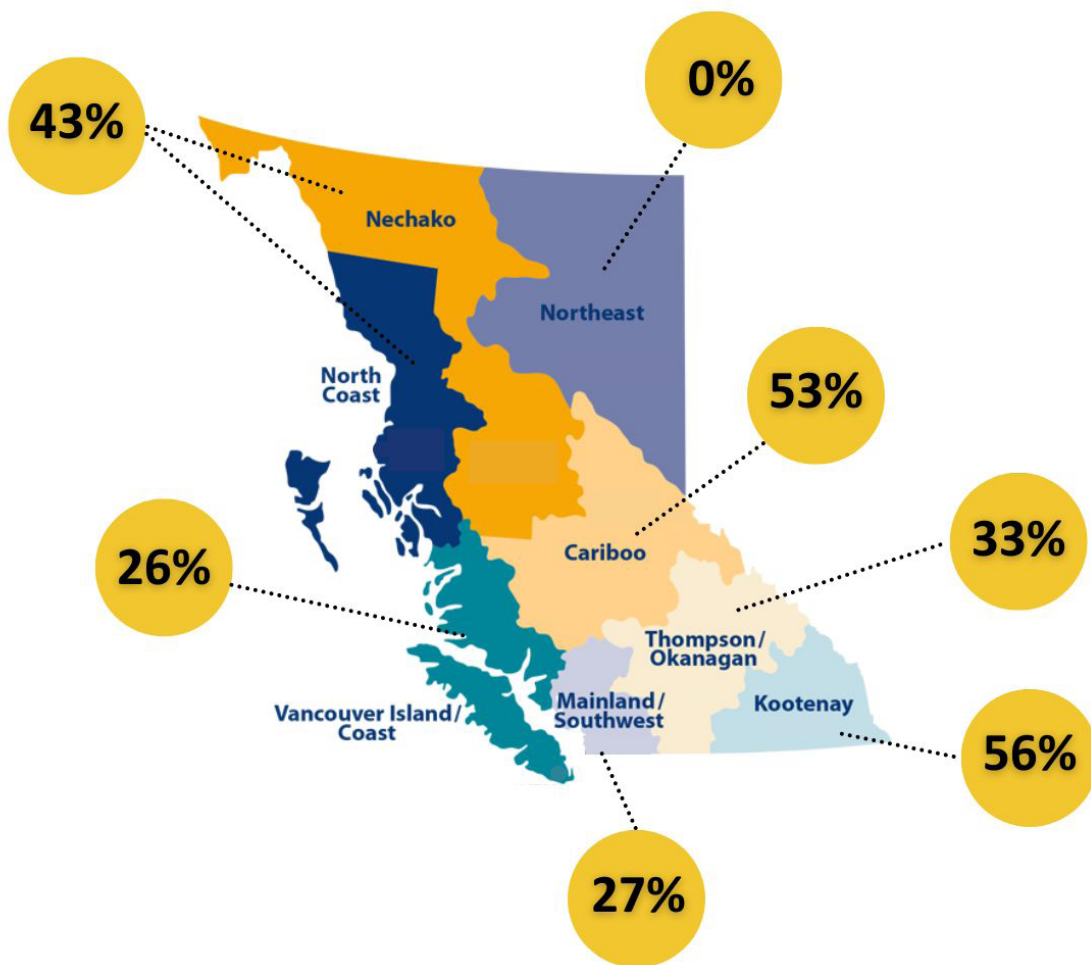 0%
43%
Nechako
Northeast
North
Coast
53%
33%
26%
Cariboo
Thompson/
Okanagan
Vancouver Island/
Coast
Mainland/
Southwest
Kootenay
56%
27%